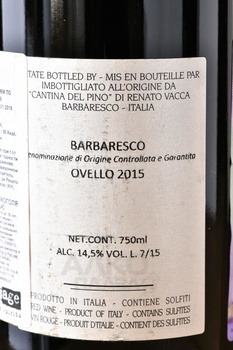 TATE BOTTLED BY - MIS EN BOUTEILLE PAR
IMBOTTIGLIATO ALL'ORIGINE DA
"CANTINA DEL PINO" DI RENATO VACCA
BARBARESCO - ITALIA
BARBARESCO
enominazione di Origine Controllata e Garantita
OVELLO 2015
NET.CONT. 750ml
ALC. 14,5% VOL. L. 7/15
PRODOTTO IN ITALIA - CONTIENE SOLFITI
RED WINE - PRODUCT OF ITALY - CONTAINS SULFITES
VIN ROUGE - PRODUIT D'ITALIE - CONTIENT DES SULFITES